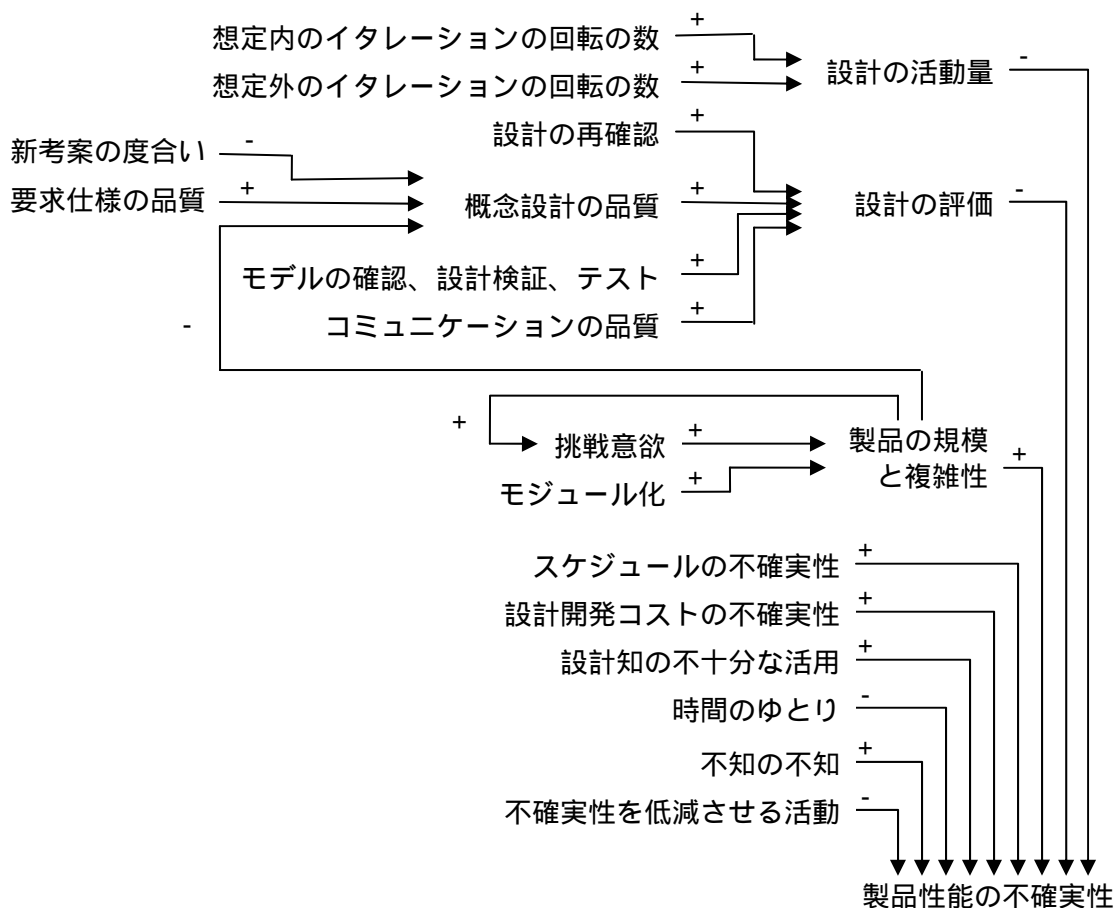 想定内のイタレーションの回転の数 +
想定外のイタレーションの回転の数 +
設計の活動量 -
設計の再確認 +
新考案の度合い -
要求仕様の品質 +
概念設計の品質 +
設計の評価 -
モデルの確認、設計検証、テスト +
コミュニケーションの品質 +
-
+
挑戦意欲 +
モジュール化 +
製品の規模
と複雑性 +
スケジュールの不確実性 +
設計開発コストの不確実性 +
設計知の不十分な活用 +
時間のゆとり -
不知の不知 +
不確実性を低減させる活動 -
製品性能の不確実性